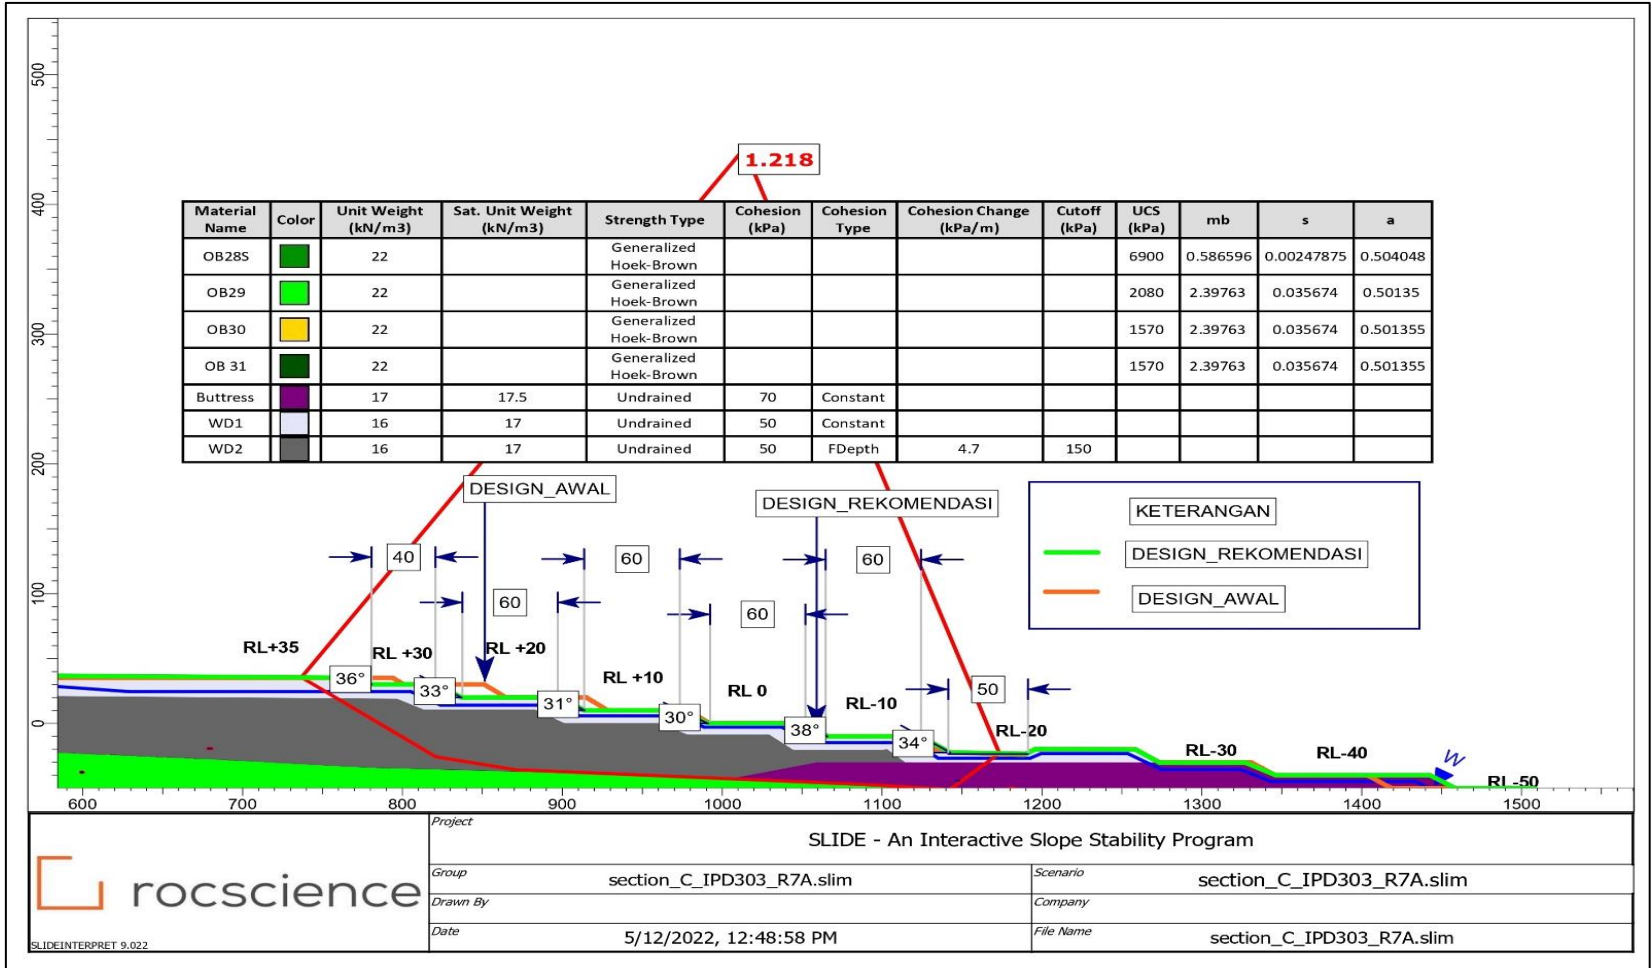 500
400
300
200
100
0
1.218
Material Name Color Unit Weight (kN/m3) Sat. Unit Weight (kN/m3) Strength Type Cohesion (kPa) Cohesion Type Cohesion Change (kPa/m) Cutoff (kPa) UCS (kPa) mb s a
OB28S 22 Generalized Hoek-Brown 6900 0.586596 0.00247875 0.504048
OB29 22 Generalized Hoek-Brown 2080 2.39763 0.035674 0.50135
OB30 22 Generalized Hoek-Brown 1570 2.39763 0.035674 0.501355
OB 31 22 Generalized Hoek-Brown 1570 2.39763 0.035674 0.501355
Buttress 17 17.5 Undrained 70 Constant
WD1 16 17 Undrained 50 Constant
WD2 16 17 Undrained 50 FDepth 4.7 150
DESIGN_AWAL
DESIGN_REKOMENDASI
KETERANGAN
DESIGN_REKOMENDASI
DESIGN_AWAL
40
60
60
60
60
50
RL+35
RL +30
RL +20
RL +10
RL 0
RL-10
RL-20
RL-30
RL-40
RL-50
36°
33°
31°
30°
38°
34°
W
600 700 800 900 1000 1100 1200 1300 1400 1500
rocscience
SLIDEINTERPRET 9.022
Project
SLIDE - An Interactive Slope Stability Program
Group section_C_IPD303_R7A.slim Scenario section_C_IPD303_R7A.slim
Drawn By Company
Date 5/12/2022, 12:48:58 PM File Name section_C_IPD303_R7A.slim